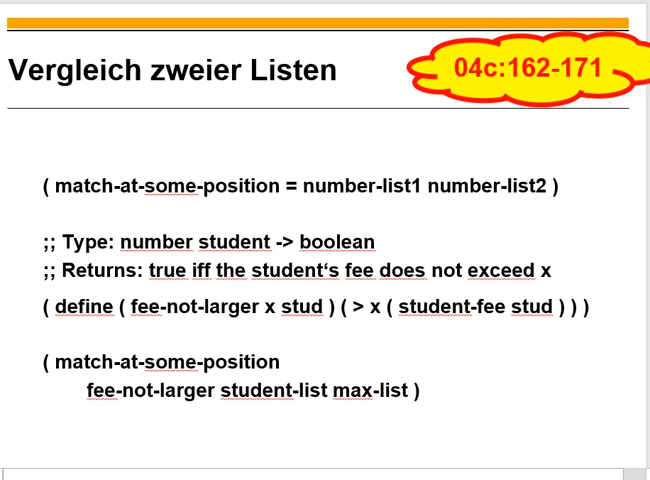 Vergleich zweier Listen
04c:162-171
( match-at-some-position = number-list1 number-list2 )
;; Type: number student -> boolean
;; Returns: true iff the student‘s fee does not exceed x
( define ( fee-not-larger x stud ) ( > x ( student-fee stud ) ) )
( match-at-some-position
fee-not-larger student-list max-list )